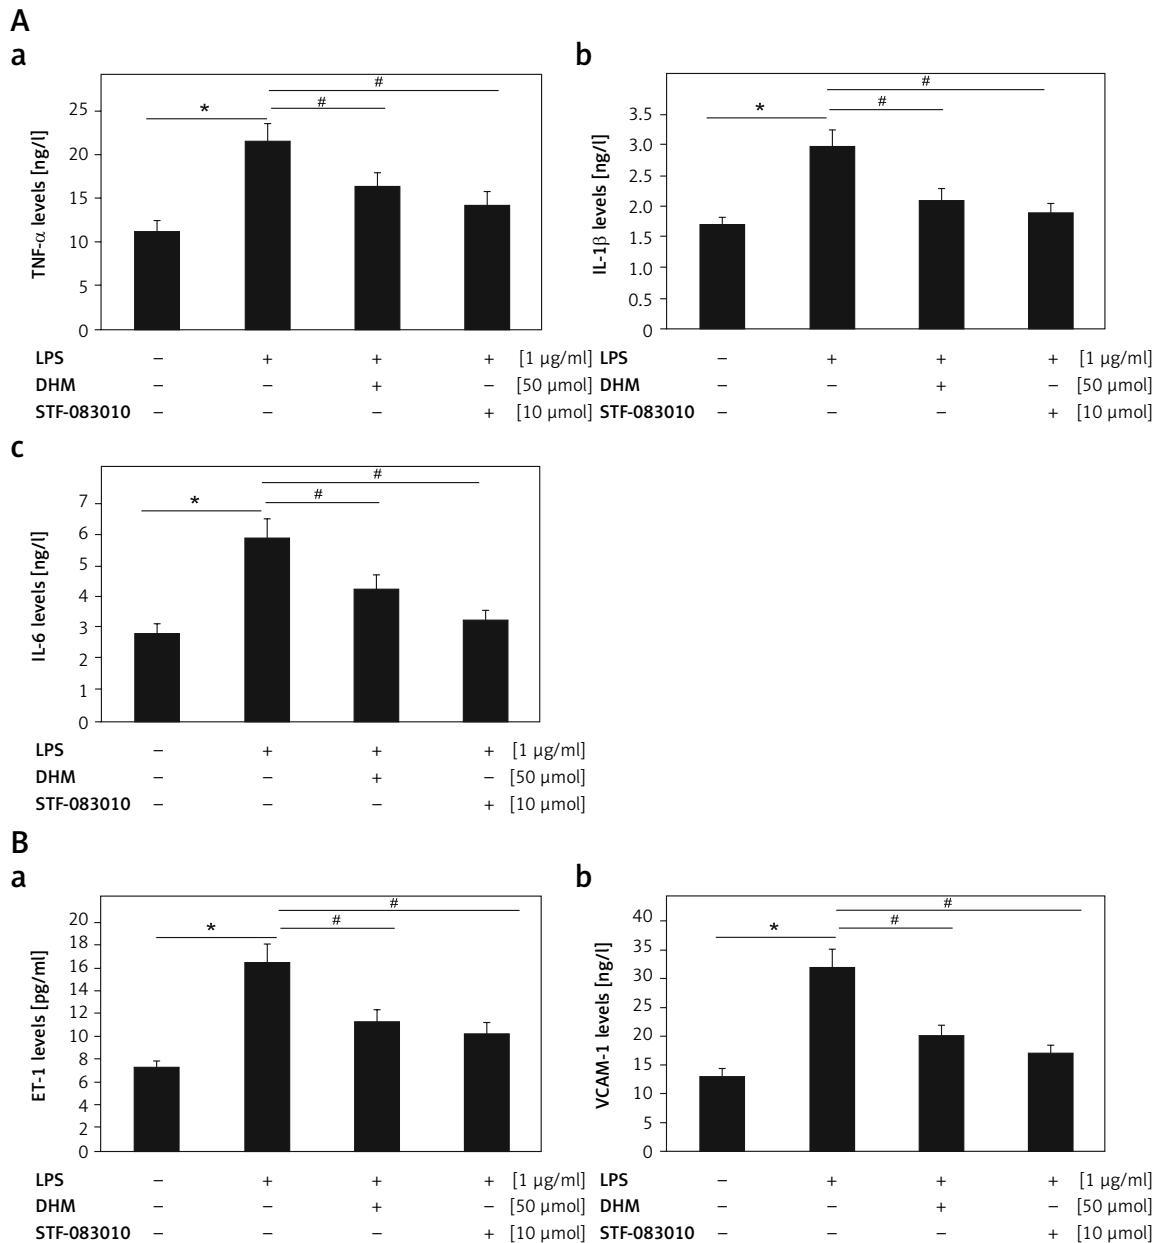 A
a
#
#
*
25
20
15
10
5
0
TNF-α levels [ng/l]
LPS – + + + [1 μg/ml]
DHM – – + – [50 μmol]
STF-083010 – – – + [10 μmol]
b
#
#
*
3.5
3.0
2.5
2.0
1.5
1.0
0.5
0
IL-1β levels [ng/l]
LPS – + + + [1 μg/ml]
DHM – – + – [50 μmol]
STF-083010 – – – + [10 μmol]
c
#
#
*
7
6
5
4
3
2
1
0
IL-6 levels [ng/l]
LPS – + + + [1 μg/ml]
DHM – – + – [50 μmol]
STF-083010 – – – + [10 μmol]
B
a
#
#
*
20
18
16
14
12
10
8
6
4
2
0
ET-1 levels [pg/ml]
LPS – + + + [1 μg/ml]
DHM – – + – [50 μmol]
STF-083010 – – – + [10 μmol]
b
#
#
*
40
35
30
25
20
15
10
5
0
VCAM-1 levels [ng/l]
LPS – + + + [1 μg/ml]
DHM – – + – [50 μmol]
STF-083010 – – – + [10 μmol]